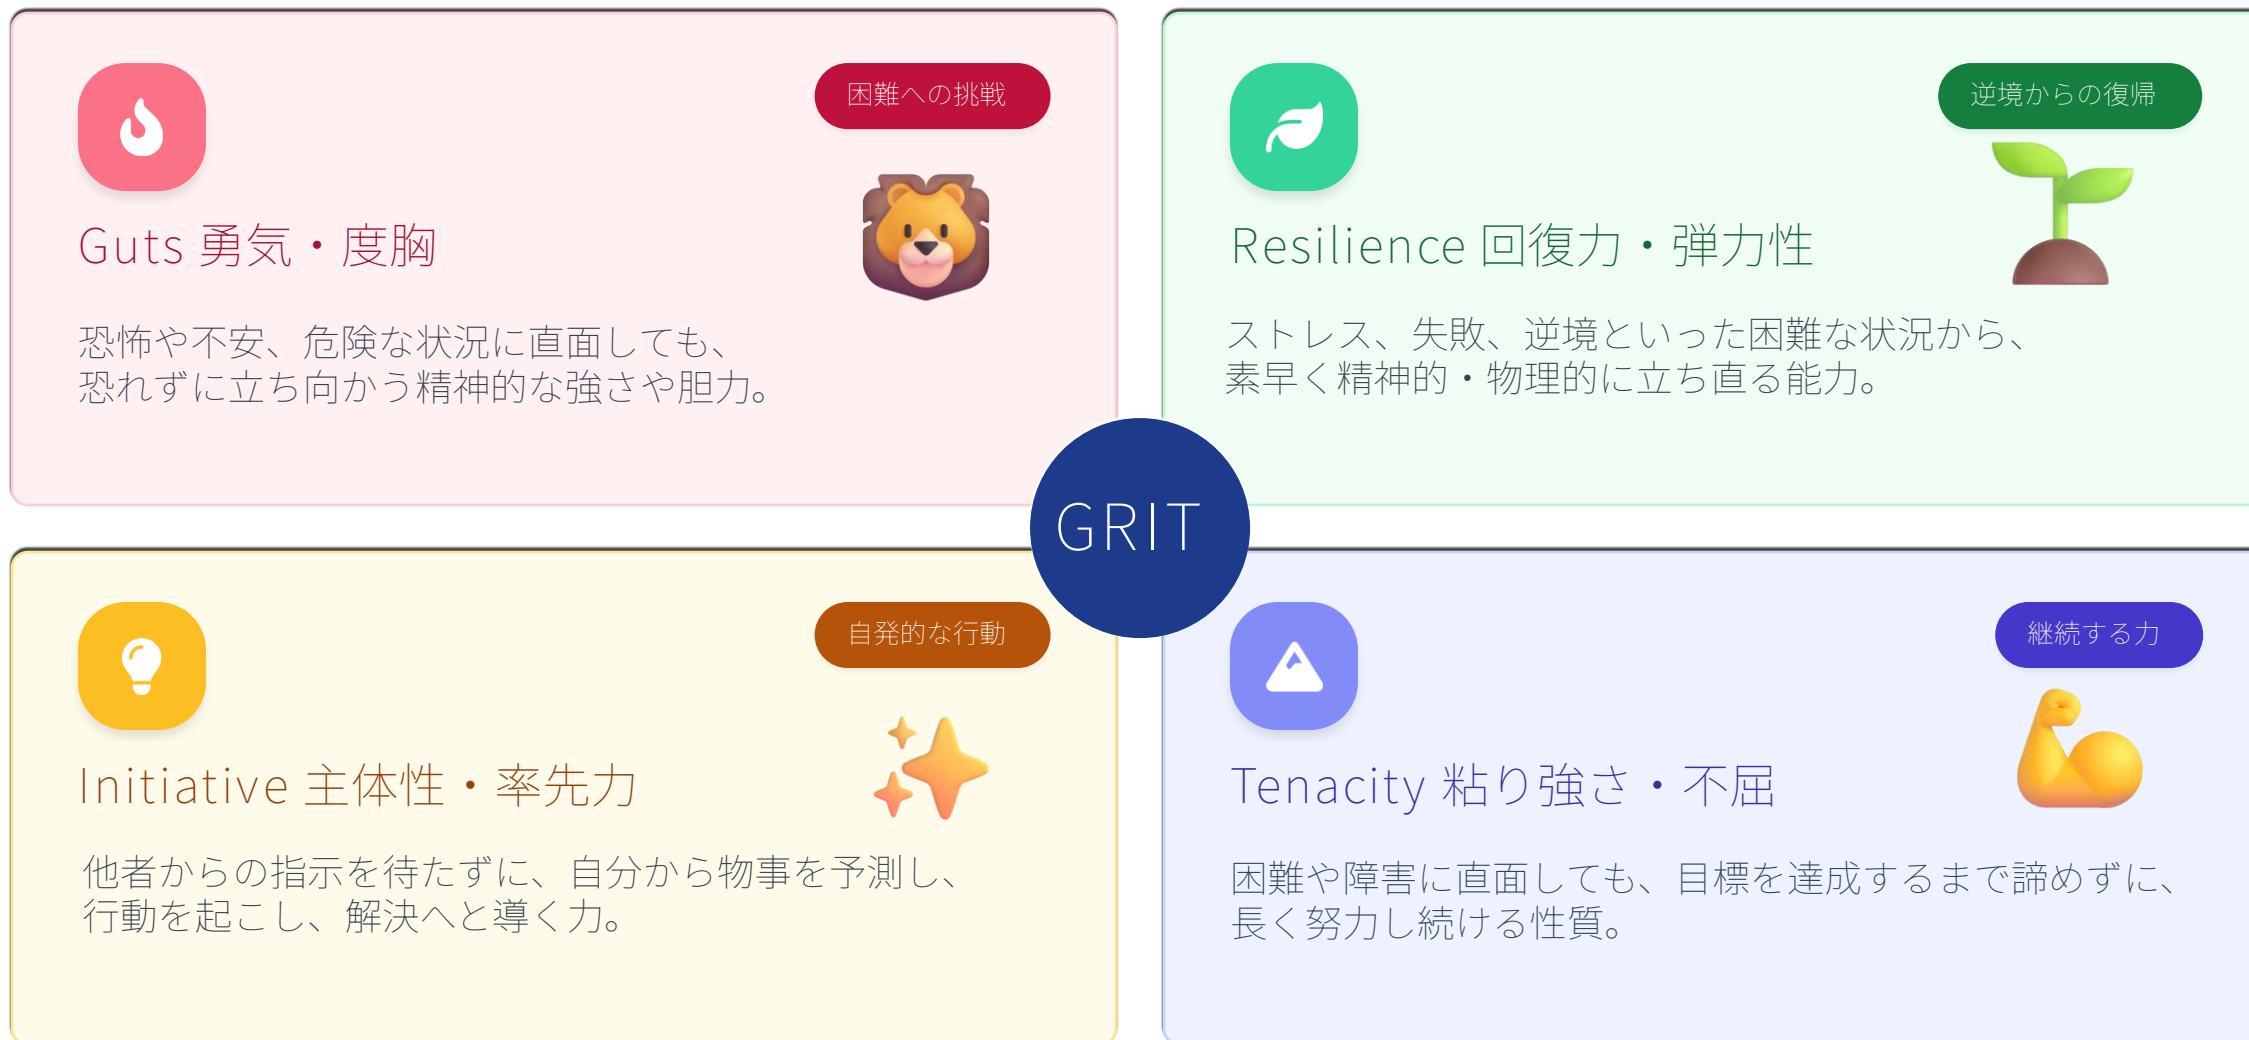 困難への挑戦
Guts 勇気・度胸
恐怖や不安、危険な状況に直面しても、
恐れずに立ち向かう精神的な強さや胆力。
逆境からの復帰
Resilience 回復力・弾力性
ストレス、失敗、逆境といった困難な状況から、
素早く精神的・物理的に立ち直る能力。
GRIT
自発的な行動
Initiative 主体性・率先力
他者からの指示を待たずに、自分から物事を予測し、
行動を起こし、解決へと導く力。
継続する力
Tenacity 粘り強さ・不屈
困難や障害に直面しても、目標を達成するまで諦めずに、
長く努力し続ける性質。